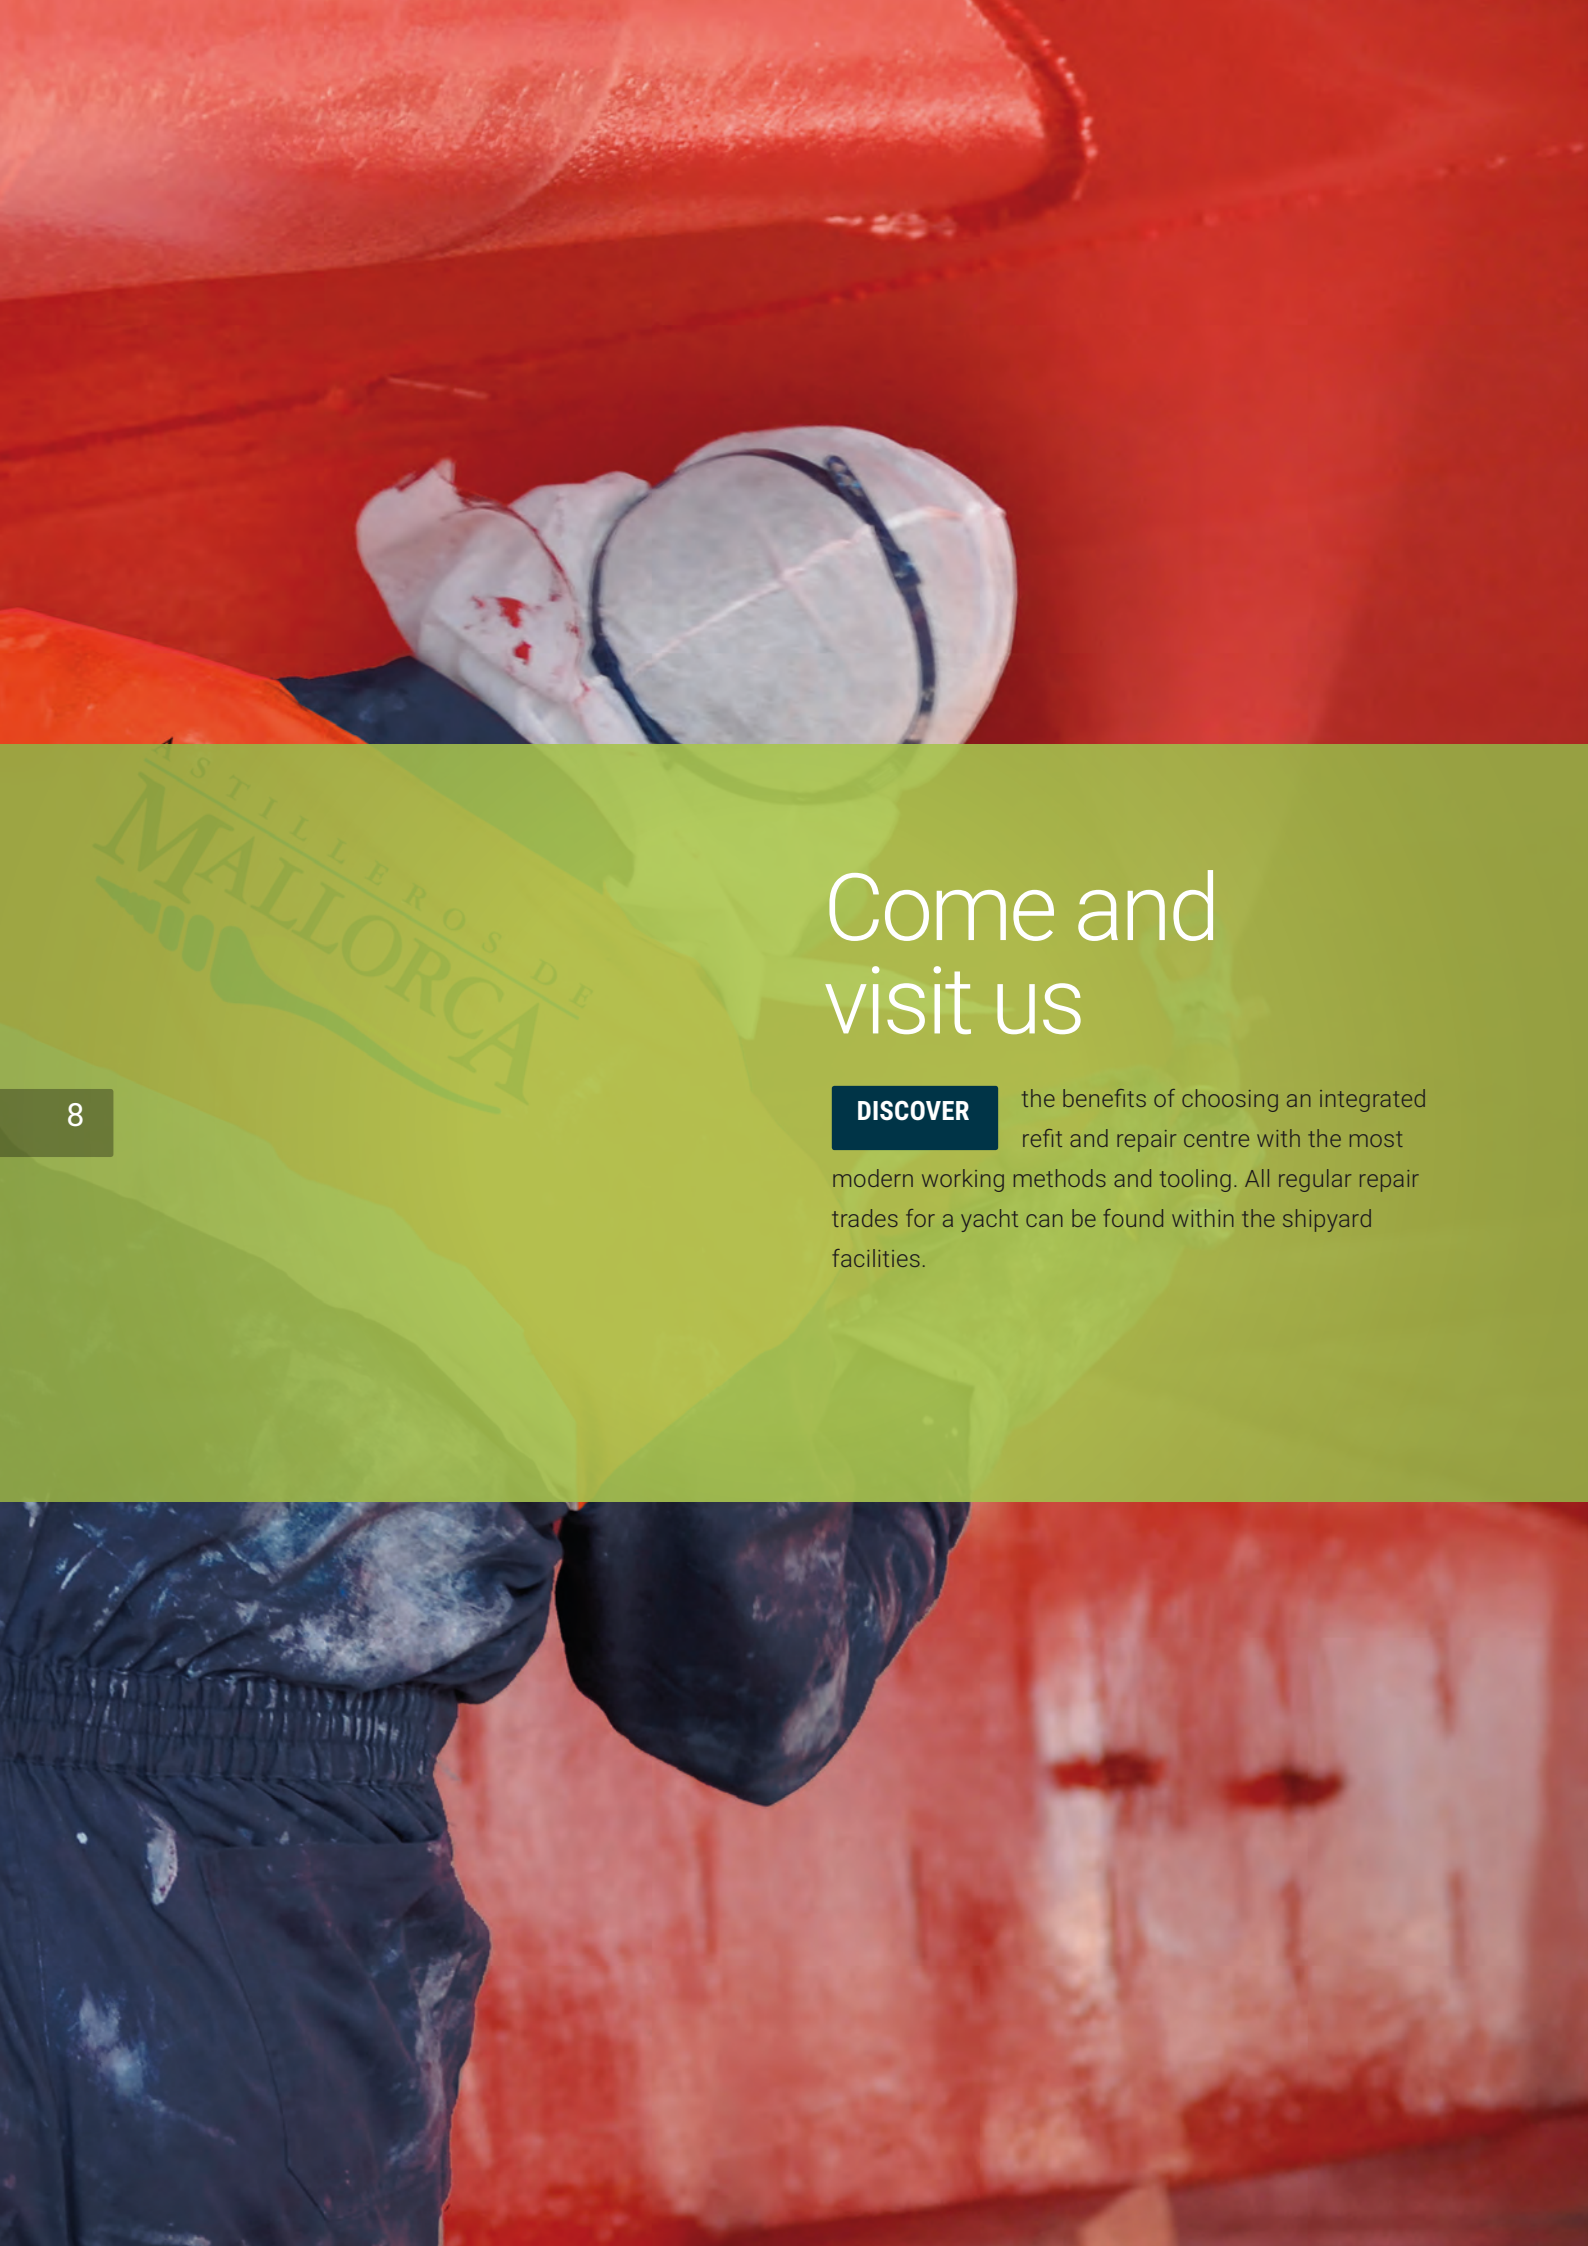 ASTILLEROS DE
MALLORCA
Come and
visit us
8
DISCOVER the benefits of choosing an integrated
refit and repair centre with the most
modern working methods and tooling. All regular repair
trades for a yacht can be found within the shipyard
facilities.